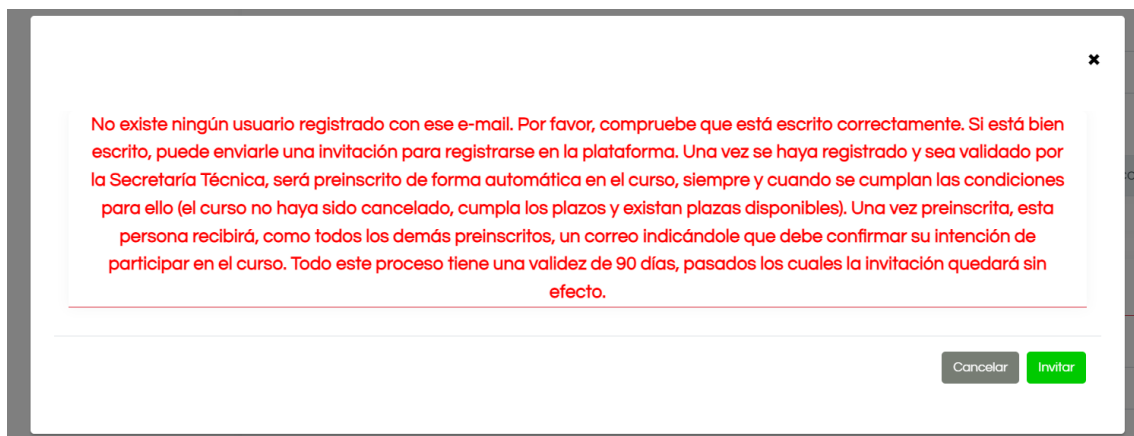 ✖
No existe ningún usuario registrado con ese e-mail. Por favor, compruebe que está escrito correctamente. Si está bien
escrito, puede enviarle una invitación para registrarse en la plataforma. Una vez se haya registrado y sea validado por
la Secretaría Técnica, será preinscrito de forma automática en el curso, siempre y cuando se cumplan las condiciones
para ello (el curso no haya sido cancelado, cumpla los plazos y existan plazas disponibles). Una vez preinscrita, esta
persona recibirá, como todos los demás preinscritos, un correo indicándole que debe confirmar su intención de
participar en el curso. Todo este proceso tiene una validez de 90 días, pasados los cuales la invitación quedará sin
efecto.
Cancelar Invitar